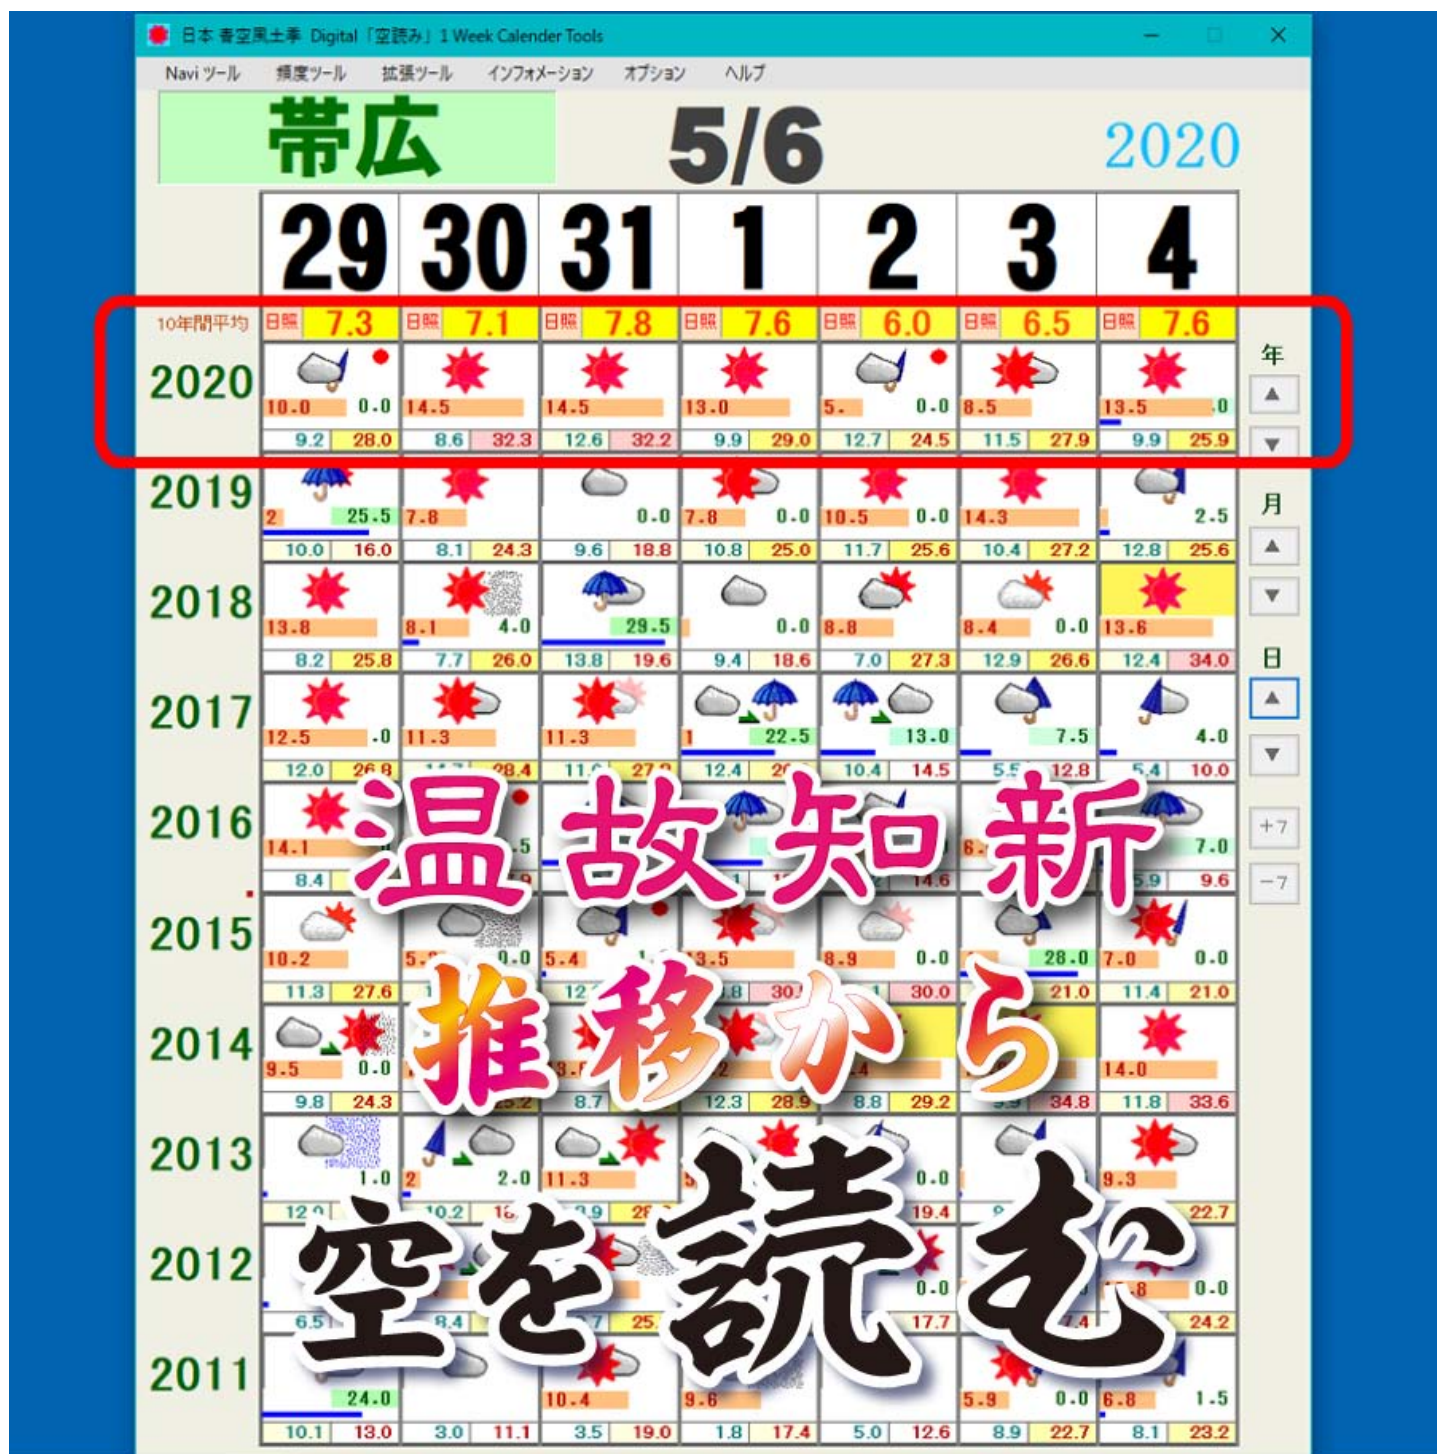 日本 青空風土季 Digital「空読み」1 Week Calender Tools
Navi ツール 頻度ツール 拡張ツール インフォメーション オプション ヘルプ
帯広 5/6 2020
29 30 31 1 2 3 4
10年間平均 日照 7.3 日照 7.1 日照 7.8 日照 7.6 日照 6.0 日照 6.5 日照 7.6
年
2020
10.0 0.0 14.5 14.5 13.0 5. 0.0 8.5 13.5 .0
9.2 28.0 8.6 32.3 12.6 32.2 9.9 29.0 12.7 24.5 11.5 27.9 9.9 25.9
2019
月
2 25.5 7.8 0.0 7.8 0.0 10.5 0.0 14.3 2.5
10.0 16.0 8.1 24.3 9.6 18.8 10.8 25.0 11.7 25.6 10.4 27.2 12.8 25.6
2018
13.8 8.1 4.0 29.5 0.0 8.8 8.4 0.0 13.6
8.2 25.8 7.7 26.0 13.8 19.6 9.4 18.6 7.0 27.3 12.9 26.6 12.4 34.0
日
2017
12.5 .0 11.3 11.3 1 22.5 13.0 7.5 4.0
12.0 26.8 28.4 12.4 10.4 14.5 12.8 5.4 10.0
2016
+7
温故知新
14.1 7.0
8.4 14.6 5.9 9.6
-7
2015
10.2 0.0 5.4 13.5 8.9 0.0 28.0 7.0 0.0
11.3 27.6 30.0 21.0 11.4 21.0
推移から
2014
9.5 0.0 14.0
9.8 24.3 25.2 8.7 12.3 28.9 8.8 29.2 34.8 11.8 33.6
2013
1.0 2 2.0 11.3 0.0 9.3
10.2 19.4 22.7
空を読む
2012
0.0 0.0
6.5 8.4 17.7 24.2
2011
24.0 10.4 9.6 5.9 0.0 6.8 1.5
10.1 13.0 3.0 11.1 3.5 19.0 1.8 17.4 5.0 12.6 8.9 22.7 8.1 23.2